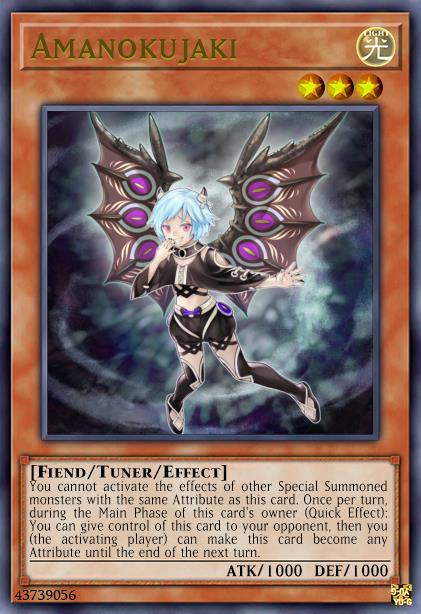 Amanokujaki
LIGHT
光
[Fiend/Tuner/Effect]
You cannot activate the effects of other Special Summoned
monsters with the same Attribute as this card. Once per turn,
during the Main Phase of this card's owner (Quick Effect):
You can give control of this card to your opponent, then you
(the activating player) can make this card become any
Attribute until the end of the next turn.
ATK/1000 DEF/1000
43739056